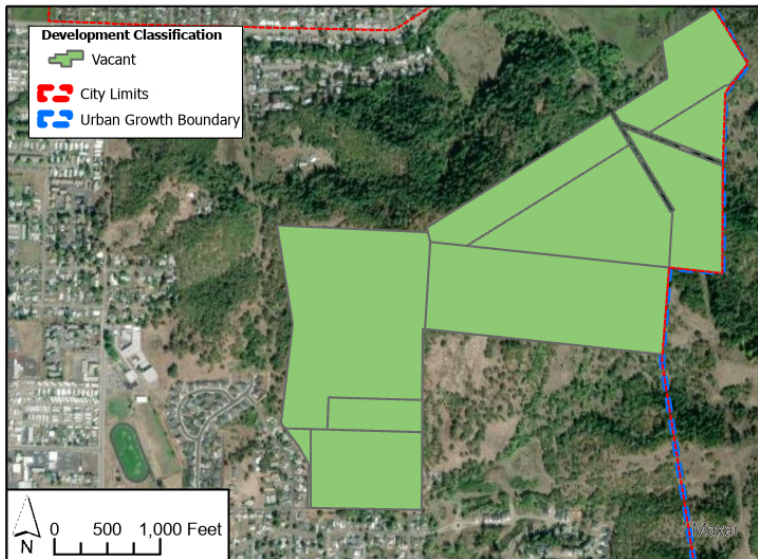 Development Classification
Vacant
City Limits
Urban Growth Boundary
N
0 500 1,000 Feet
Maxar